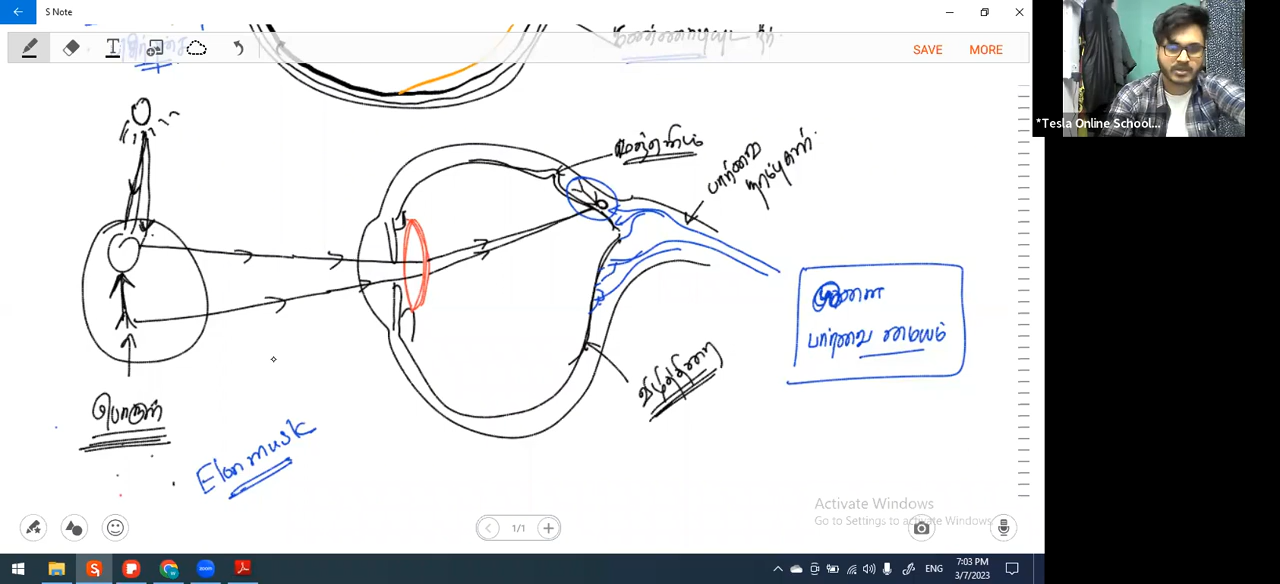 S Note
SAVE
MORE
*Tesla Online School...
பார்வை
நரம்புகள்.
மூளை
பார்வை மையம்
விழித்திரை
பொருள்
Elon musk
Activate Windows
Go to Settings to activate Windows.
1/1
ENG
7:03 PM
3/7/2023